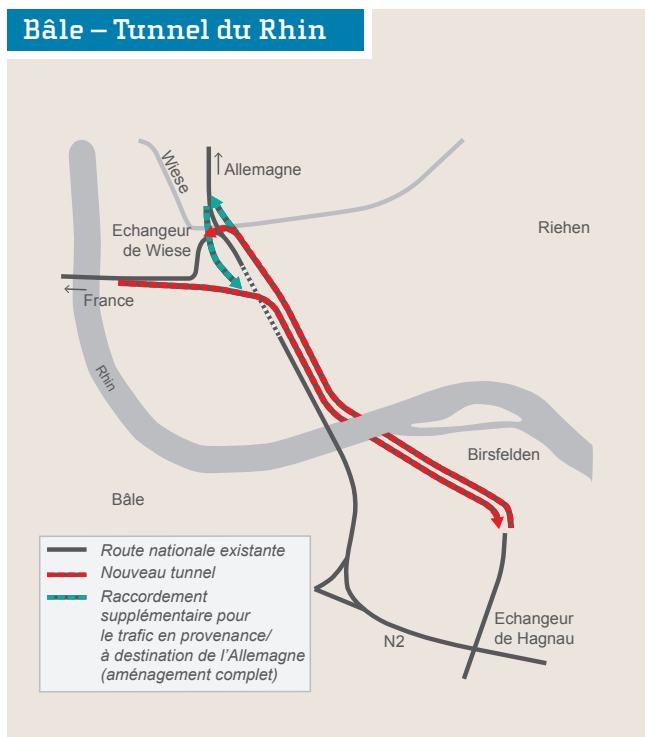 Bâle – Tunnel du Rhin
Wiese
Allemagne
Echangeur
de Wiese
Riehen
France
Rhin
Birsfelden
Bâle
Route nationale existante
Nouveau tunnel
Raccordement
supplémentaire pour
le trafic en provenance/
à destination de l’Allemagne
(aménagement complet)
N2
Echangeur
de Hagnau